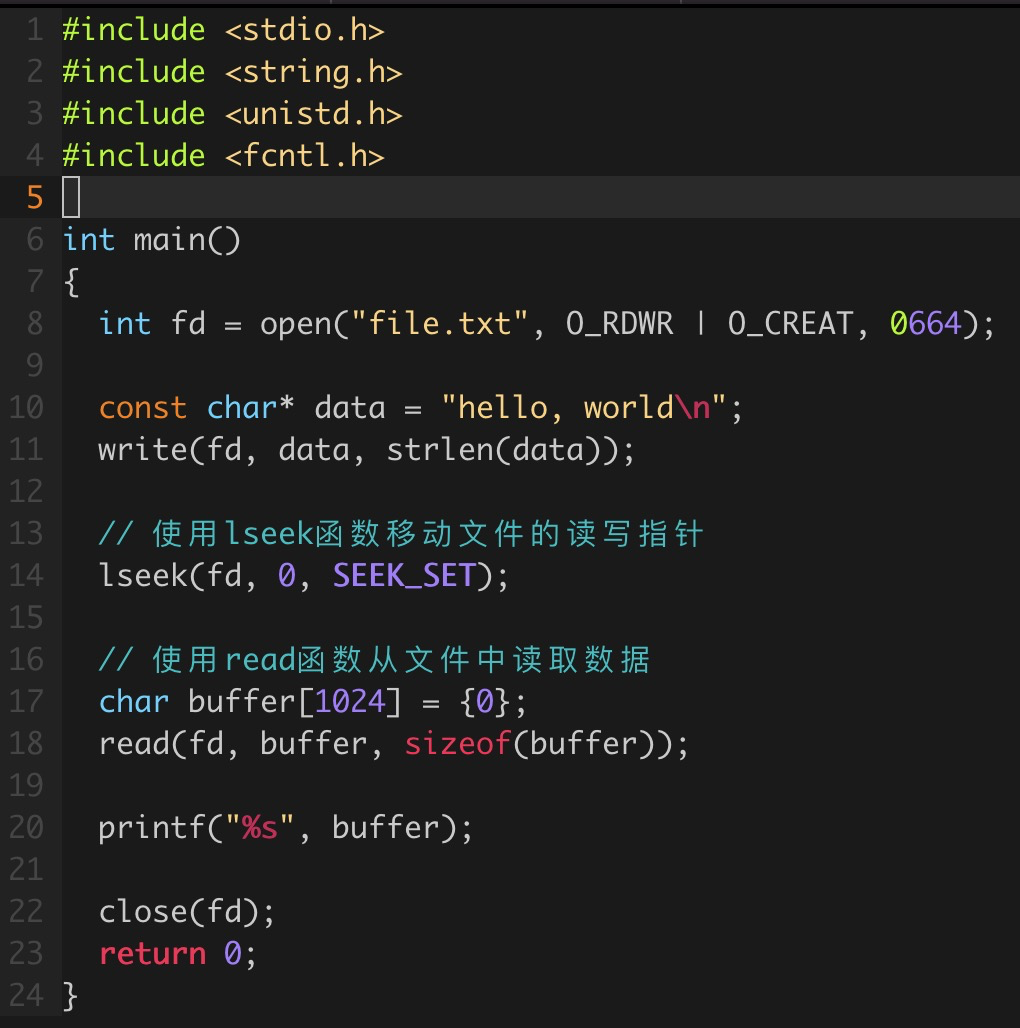 1 #include <stdio.h>
2 #include <string.h>
3 #include <unistd.h>
4 #include <fcntl.h>
5
6 int main()
7 {
8   int fd = open("file.txt", O_RDWR | O_CREAT, 0664);
9
10   const char* data = "hello, world\n";
11   write(fd, data, strlen(data));
12
13   // 使用lseek函数移动文件的读写指针
14   lseek(fd, 0, SEEK_SET);
15
16   // 使用read函数从文件中读取数据
17   char buffer[1024] = {0};
18   read(fd, buffer, sizeof(buffer));
19
20   printf("%s", buffer);
21
22   close(fd);
23   return 0;
24 }